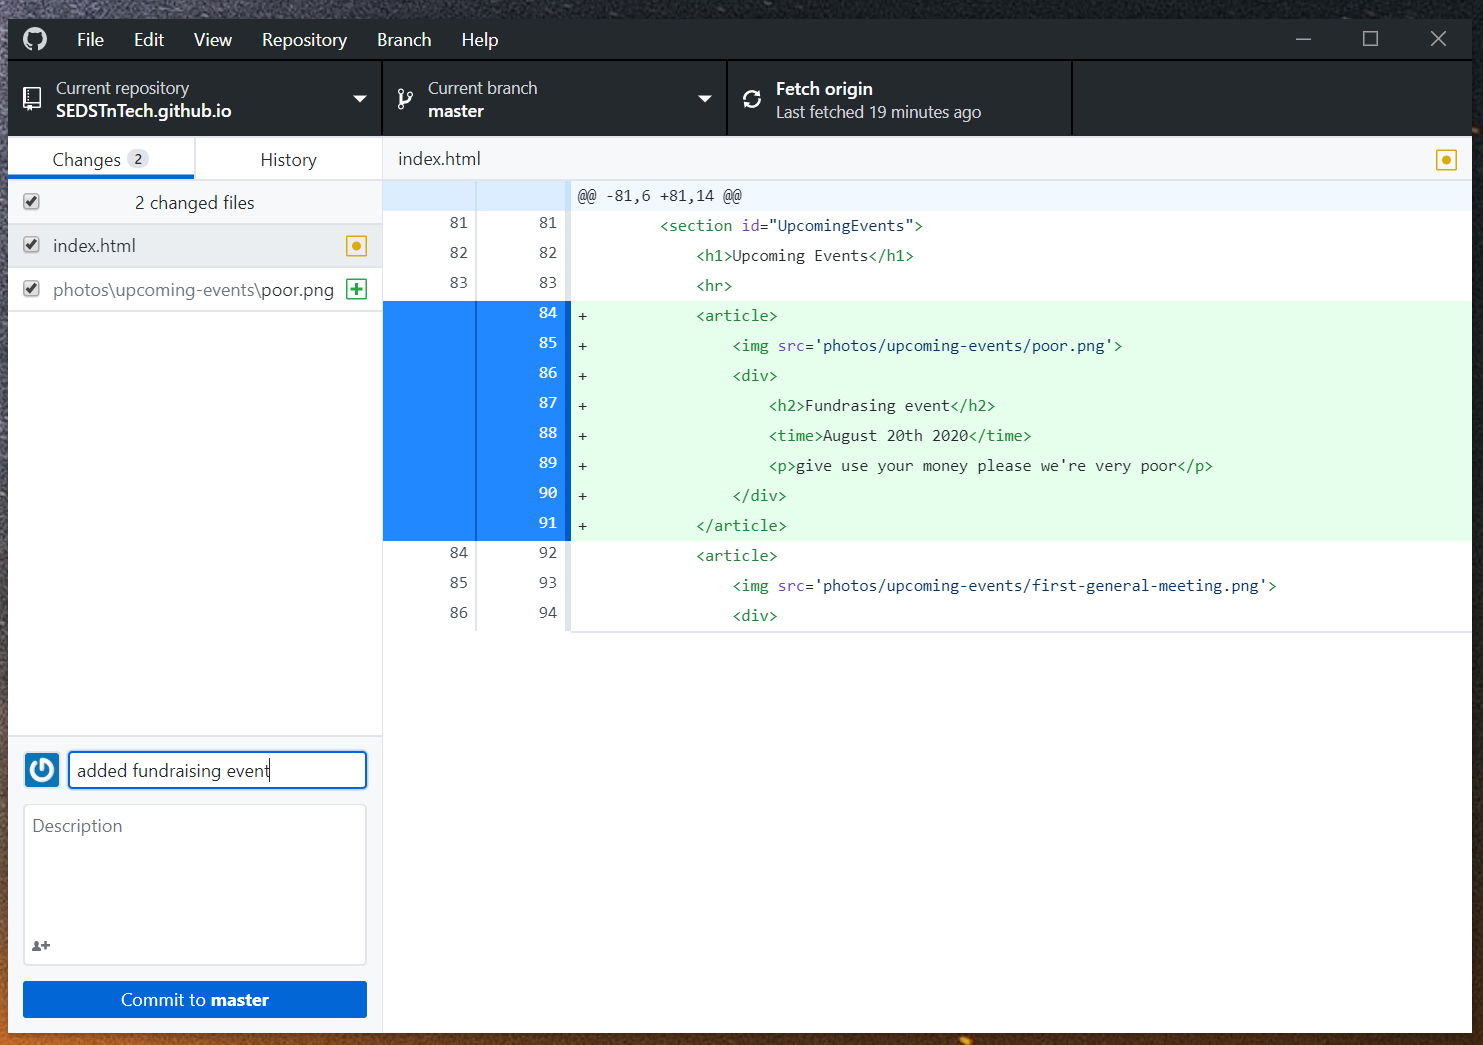 File Edit View Repository Branch Help
Current repository
SEDSTnTech.github.io
Current branch
master
Fetch origin
Last fetched 19 minutes ago
Changes 2
History
index.html
2 changed files
index.html
photos\upcoming-events\poor.png
@@ -81,6 +81,14 @@
81 81 <section id="UpcomingEvents">
82 82 <h1>Upcoming Events</h1>
83 83 <hr>
84 + <article>
85 + <img src='photos/upcoming-events/poor.png'>
86 + <div>
87 + <h2>Fundrasing event</h2>
88 + <time>August 20th 2020</time>
89 + <p>give use your money please we're very poor</p>
90 + </div>
91 + </article>
84 92 <article>
85 93 <img src='photos/upcoming-events/first-general-meeting.png'>
86 94 <div>
added fundraising event
Description
Commit to master